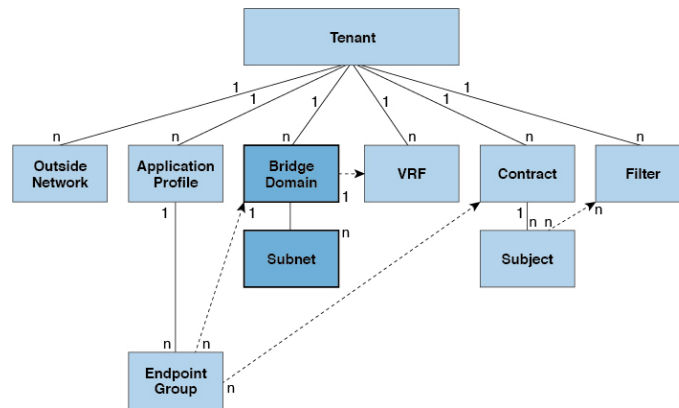 Tenant
1 1 1 1 1 1
n n n n n n
Outside
Network
Application
Profile
Bridge
Domain
VRF
Contract
Filter
1 1 1 1 n n n
Subnet
n
Subject
n n
Endpoint
Group
n